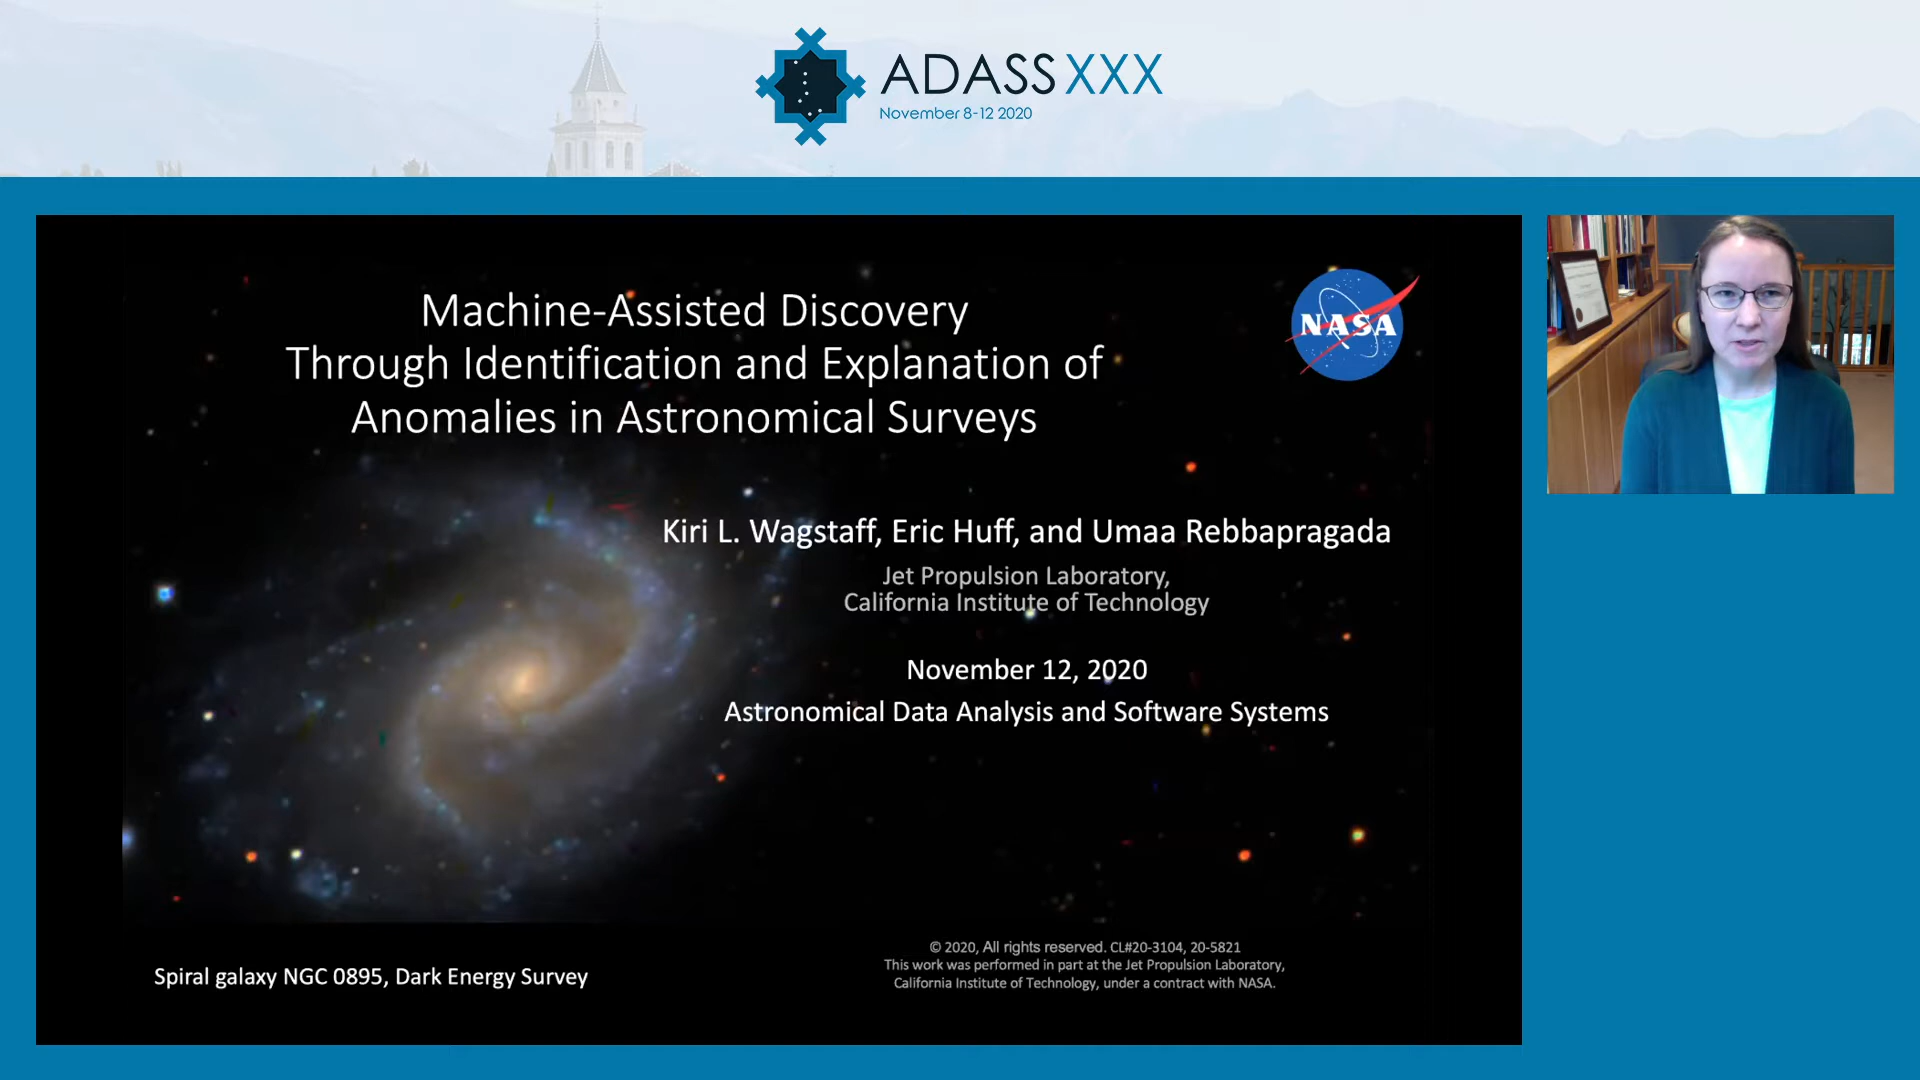 ADASS XXX
November 8-12 2020
Machine-Assisted Discovery
Through Identification and Explanation of
Anomalies in Astronomical Surveys
NASA
Kiri L. Wagstaff, Eric Huff, and Umaa Rebbapragada
Jet Propulsion Laboratory,
California Institute of Technology
November 12, 2020
Astronomical Data Analysis and Software Systems
Spiral galaxy NGC 0895, Dark Energy Survey
© 2020, All rights reserved. CL#20-3104, 20-5821
This work was performed in part at the Jet Propulsion Laboratory,
California Institute of Technology, under a contract with NASA.